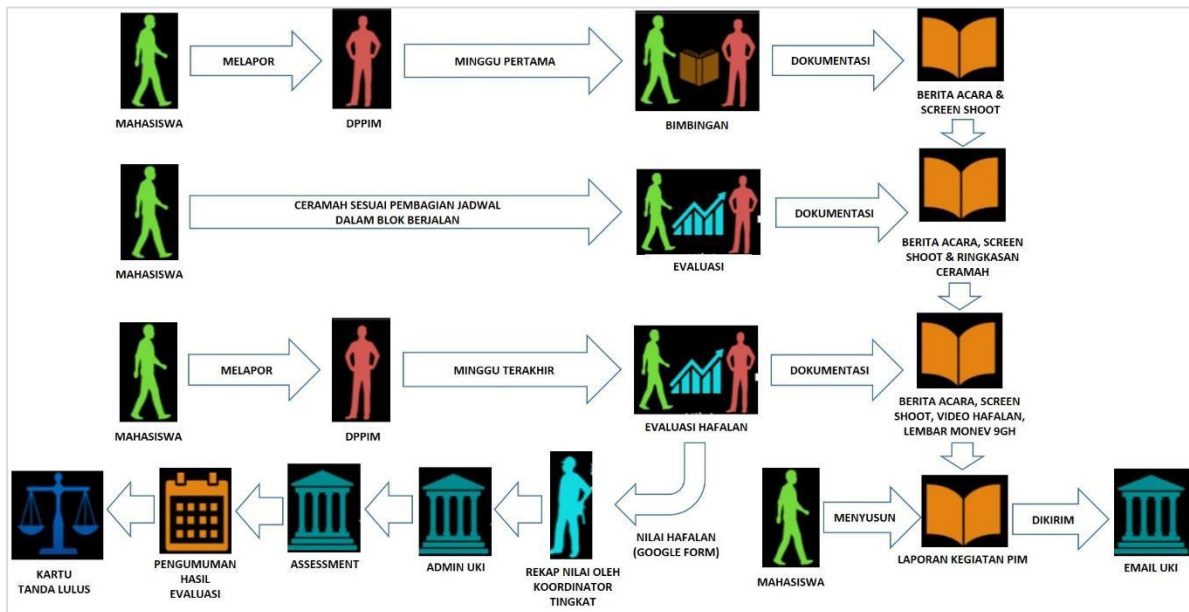 MELAPOR
MINGGU PERTAMA
DOKUMENTASI
MAHASISWA
DPPIM
BIMBINGAN
BERITA ACARA &
SCREEN SHOOT
CERAMAH SESUAI PEMBAGIAN JADWAL
DALAM BLOK BERJALAN
DOKUMENTASI
MAHASISWA
EVALUASI
BERITA ACARA, SCREEN
SHOOT & RINGKASAN
CERAMAH
MELAPOR
MINGGU TERAKHIR
DOKUMENTASI
MAHASISWA
DPPIM
EVALUASI HAFALAN
BERITA ACARA, SCREEN
SHOOT, VIDEO HAFALAN,
LEMBAR MONEV 9GH
KARTU
TANDA LULUS
PENGUMUMAN
HASIL
EVALUASI
ASSESSMENT
ADMIN UKI
REKAP NILAI OLEH
KOORDINATOR
TINGKAT
NILAI HAFALAN
(GOOGLE FORM)
MENYUSUN
DIKIRIM
MAHASISWA
LAPORAN KEGIATAN PIM
EMAIL UKI